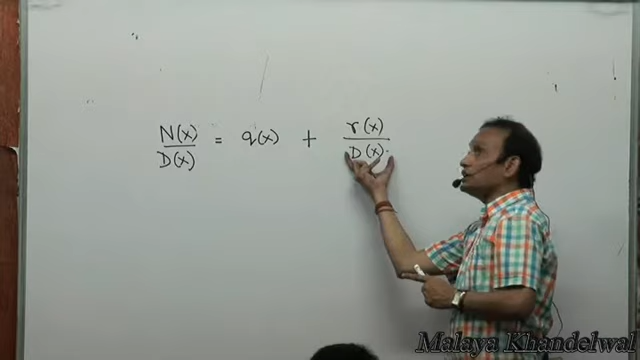 N(x)/D(x) = q(x) + r(x)/D(x)
Malaya Khandelwal